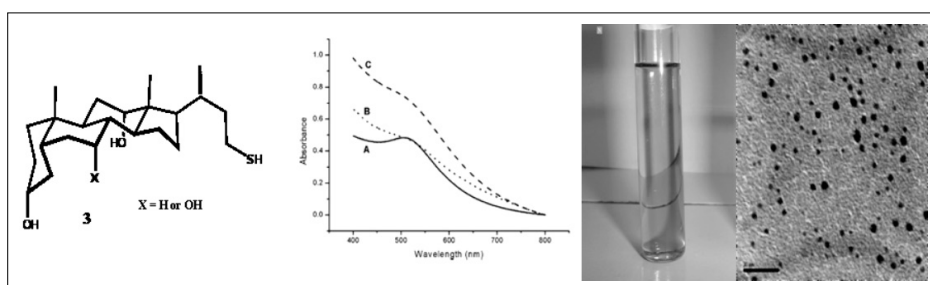 HO
SH
X
OH
3
X = H or OH
Absorbance
1.0
0.8
0.6
0.4
0.2
0.0
C
B
A
400
500
600
700
800
Wavelength (nm)